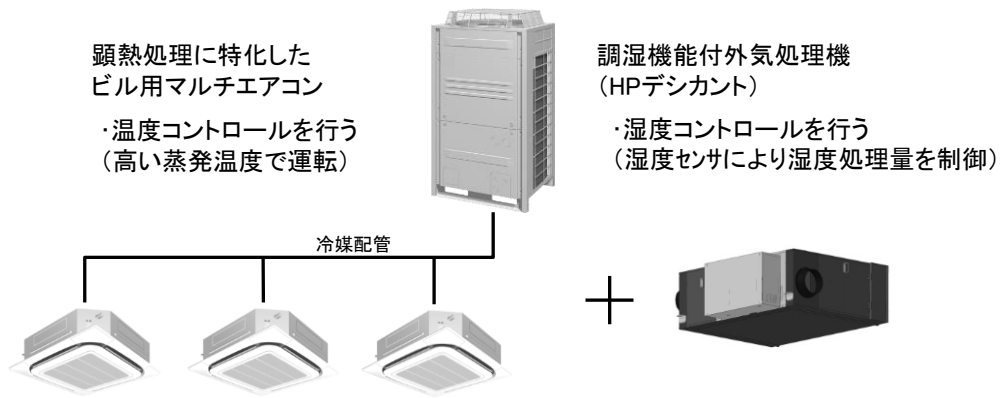 顕熱処理に特化した
ビル用マルチエアコン
・温度コントロールを行う
（高い蒸発温度で運転）
冷媒配管
調湿機能付外気処理機
（HPデシカント）
・湿度コントロールを行う
（湿度センサにより湿度処理量を制御）